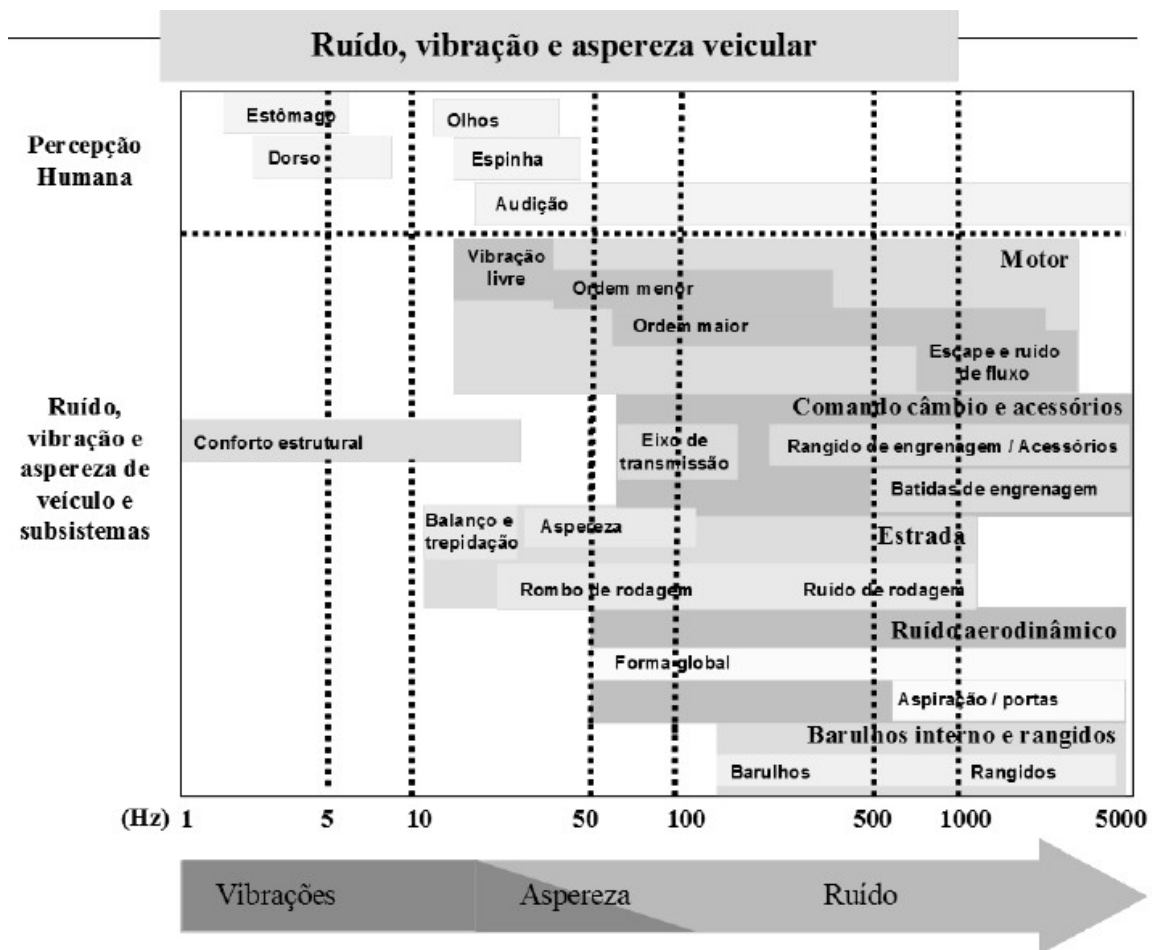 Ruído, vibração e aspereza veicular
Percepção
Humana
Estômago
Olhos
Dorso
Espinha
Audição
Ruído,
vibração e
aspereza de
veículo e
subsistemas
Vibração
livre
Motor
Ordem menor
Ordem maior
Escape e ruído
de fluxo
Comando câmbio e acessórios
Conforto estrutural
Eixo de
transmissão
Rangido de engrenagem / Acessórios
Batidas de engrenagem
Balanço e
trepidação
Aspereza
Estrada
Rombo de rodagem
Ruído de rodagem
Ruído aerodinâmico
Forma global
Aspiração / portas
Barulhos interno e rangidos
Barulhos
Rangidos
(Hz) 1 5 10 50 100 500 1000 5000
Vibrações Aspereza Ruído